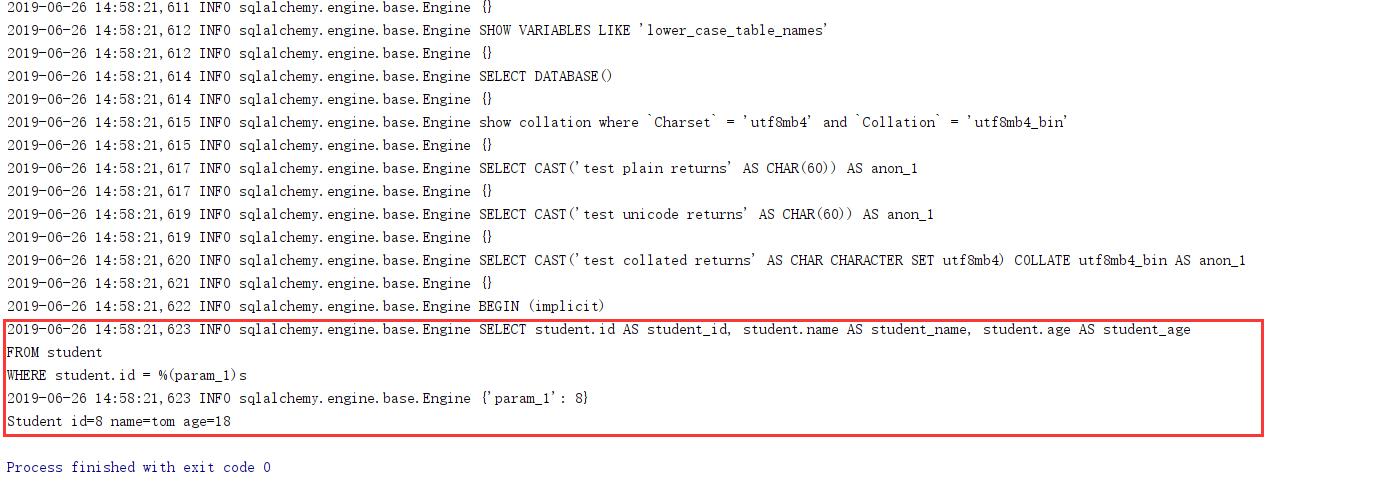 2019-06-26 14:58:21,611 INFO sqlalchemy.engine.base.Engine {}
2019-06-26 14:58:21,612 INFO sqlalchemy.engine.base.Engine SHOW VARIABLES LIKE 'lower_case_table_names'
2019-06-26 14:58:21,612 INFO sqlalchemy.engine.base.Engine {}
2019-06-26 14:58:21,614 INFO sqlalchemy.engine.base.Engine SELECT DATABASE()
2019-06-26 14:58:21,614 INFO sqlalchemy.engine.base.Engine {}
2019-06-26 14:58:21,615 INFO sqlalchemy.engine.base.Engine show collation where `Charset` = 'utf8mb4' and `Collation` = 'utf8mb4_bin'
2019-06-26 14:58:21,615 INFO sqlalchemy.engine.base.Engine {}
2019-06-26 14:58:21,617 INFO sqlalchemy.engine.base.Engine SELECT CAST('test plain returns' AS CHAR(60)) AS anon_1
2019-06-26 14:58:21,617 INFO sqlalchemy.engine.base.Engine {}
2019-06-26 14:58:21,619 INFO sqlalchemy.engine.base.Engine SELECT CAST('test unicode returns' AS CHAR(60)) AS anon_1
2019-06-26 14:58:21,619 INFO sqlalchemy.engine.base.Engine {}
2019-06-26 14:58:21,620 INFO sqlalchemy.engine.base.Engine SELECT CAST('test collated returns' AS CHAR CHARACTER SET utf8mb4) COLLATE utf8mb4_bin AS anon_1
2019-06-26 14:58:21,621 INFO sqlalchemy.engine.base.Engine {}
2019-06-26 14:58:21,622 INFO sqlalchemy.engine.base.Engine BEGIN (implicit)
2019-06-26 14:58:21,623 INFO sqlalchemy.engine.base.Engine SELECT student.id AS student_id, student.name AS student_name, student.age AS student_age
FROM student
WHERE student.id = %(param_1)s
2019-06-26 14:58:21,623 INFO sqlalchemy.engine.base.Engine {'param_1': 8}
Student id=8 name=tom age=18
Process finished with exit code 0